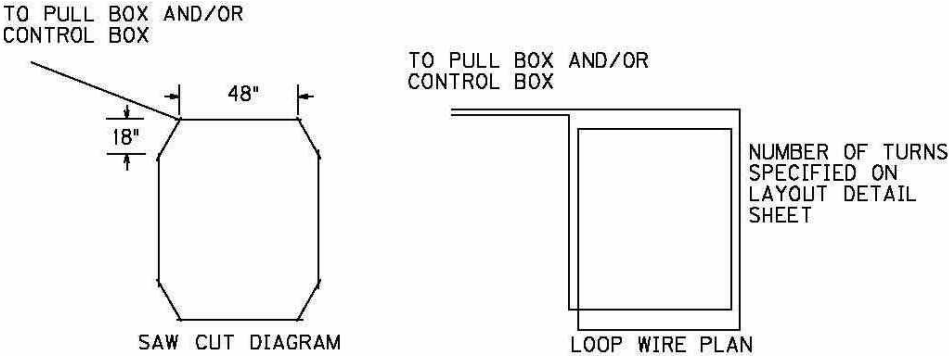 TO PULL BOX AND/OR
CONTROL BOX
48"
18"
SAW CUT DIAGRAM
TO PULL BOX AND/OR
CONTROL BOX
NUMBER OF TURNS
SPECIFIED ON
LAYOUT DETAIL
SHEET
LOOP WIRE PLAN